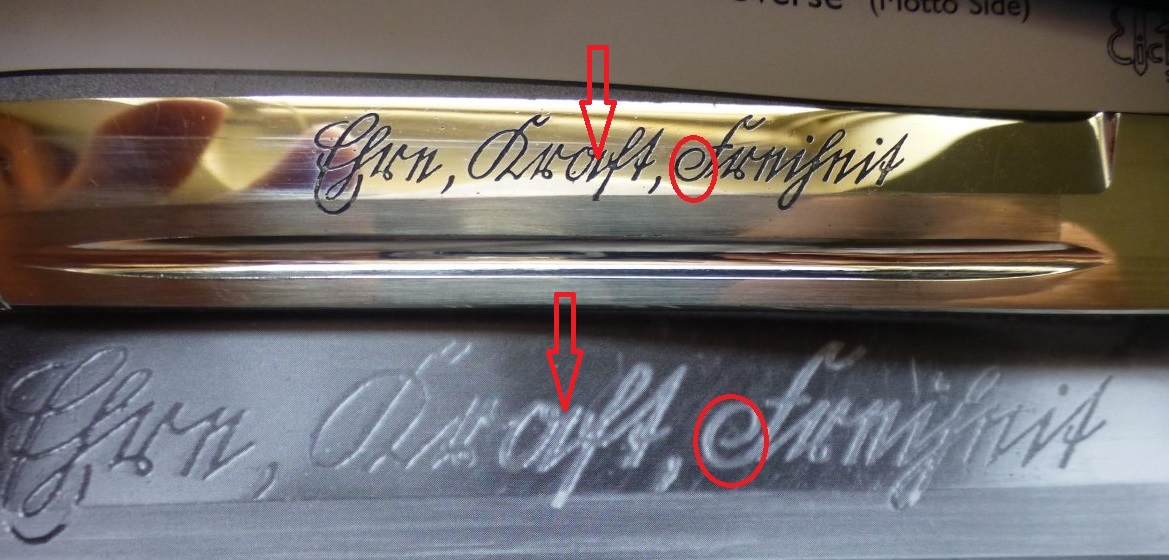 (Motto Side)
Ehre, Kraft, Freiheit
Ehre, Kraft, Freiheit